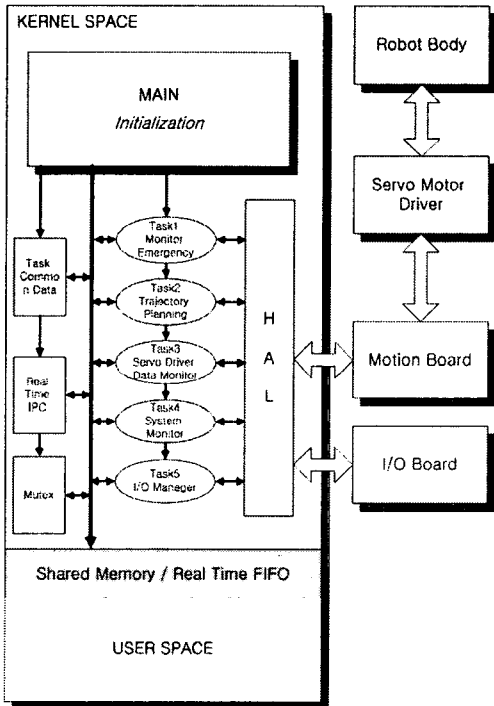 KERNEL SPACE
MAIN
Initialization
Task
Commo
n Data
Real
Time
IPC
Mutex
Task1
Monitor
Emergency
Task2
Trajectory
Planning
Task3
Servo Driver
Data Monitor
Task4
System
Monitor
Task5
I/O Manager
H
A
L
Robot Body
Servo Motor
Driver
Motion Board
I/O Board
Shared Memory / Real Time FIFO
USER SPACE